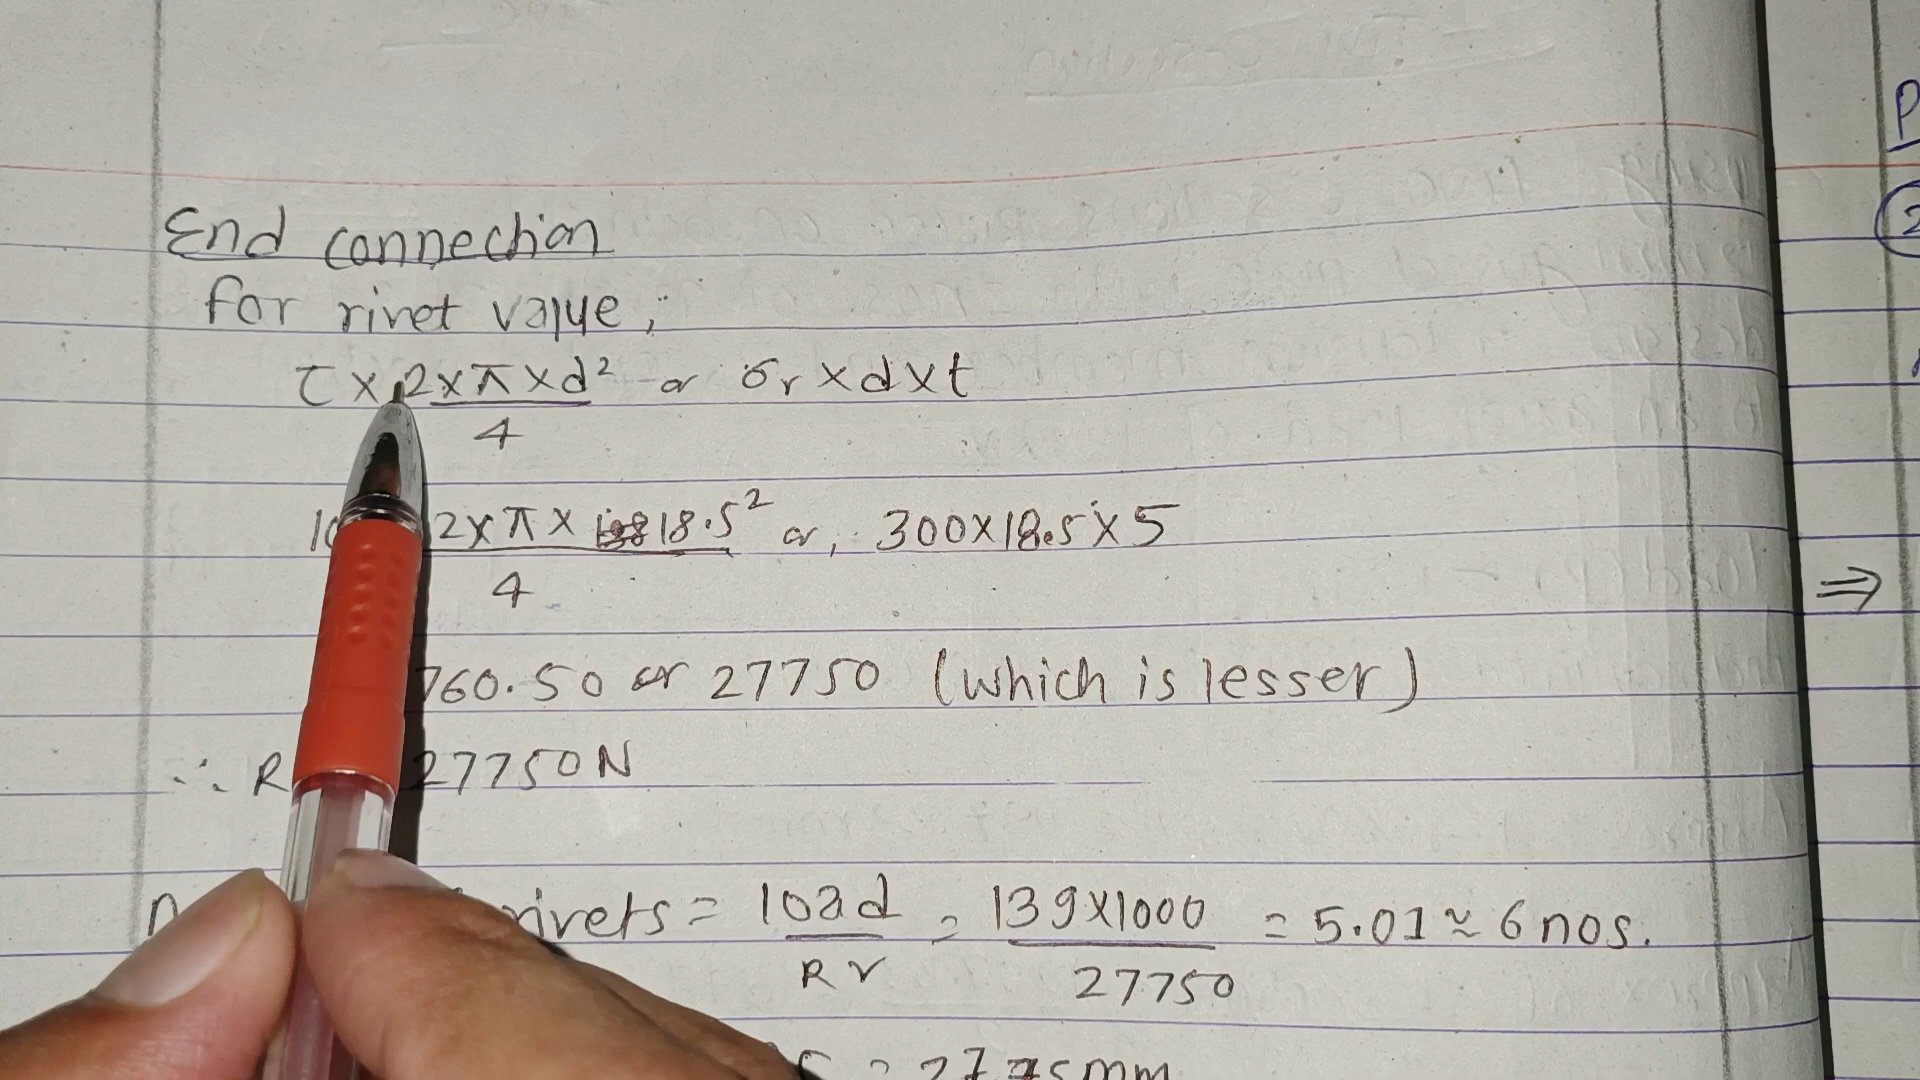 End connection
for rivet value;
τ × 2×π×d² or σr×d×t
4
2×π× 18.5² or, 300×18.5×5
4
760.50 or 27750 (which is lesser)
∴ R 27750N
rivets = load = 139×1000 = 5.01 ≈ 6 nos.
Rv 27750
P
2
⇒